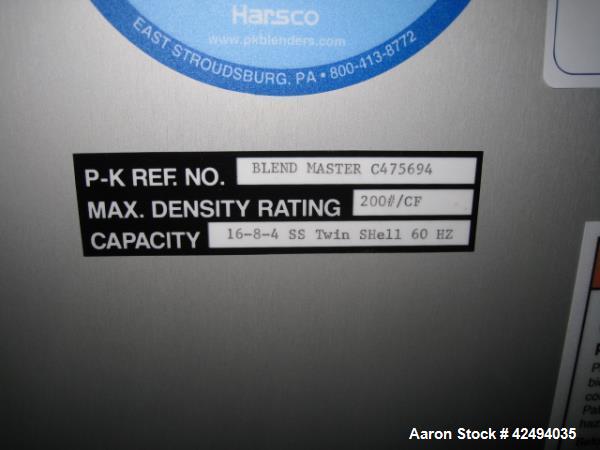 Harsco
www.pkblenders.com
EAST STROUDSBURG, PA • 800-413-8772
P-K REF. NO. BLEND MASTER C475694
MAX. DENSITY RATING 200#/CF
CAPACITY 16-8-4 SS Twin SHell 60 HZ
Aaron Stock # 42494035